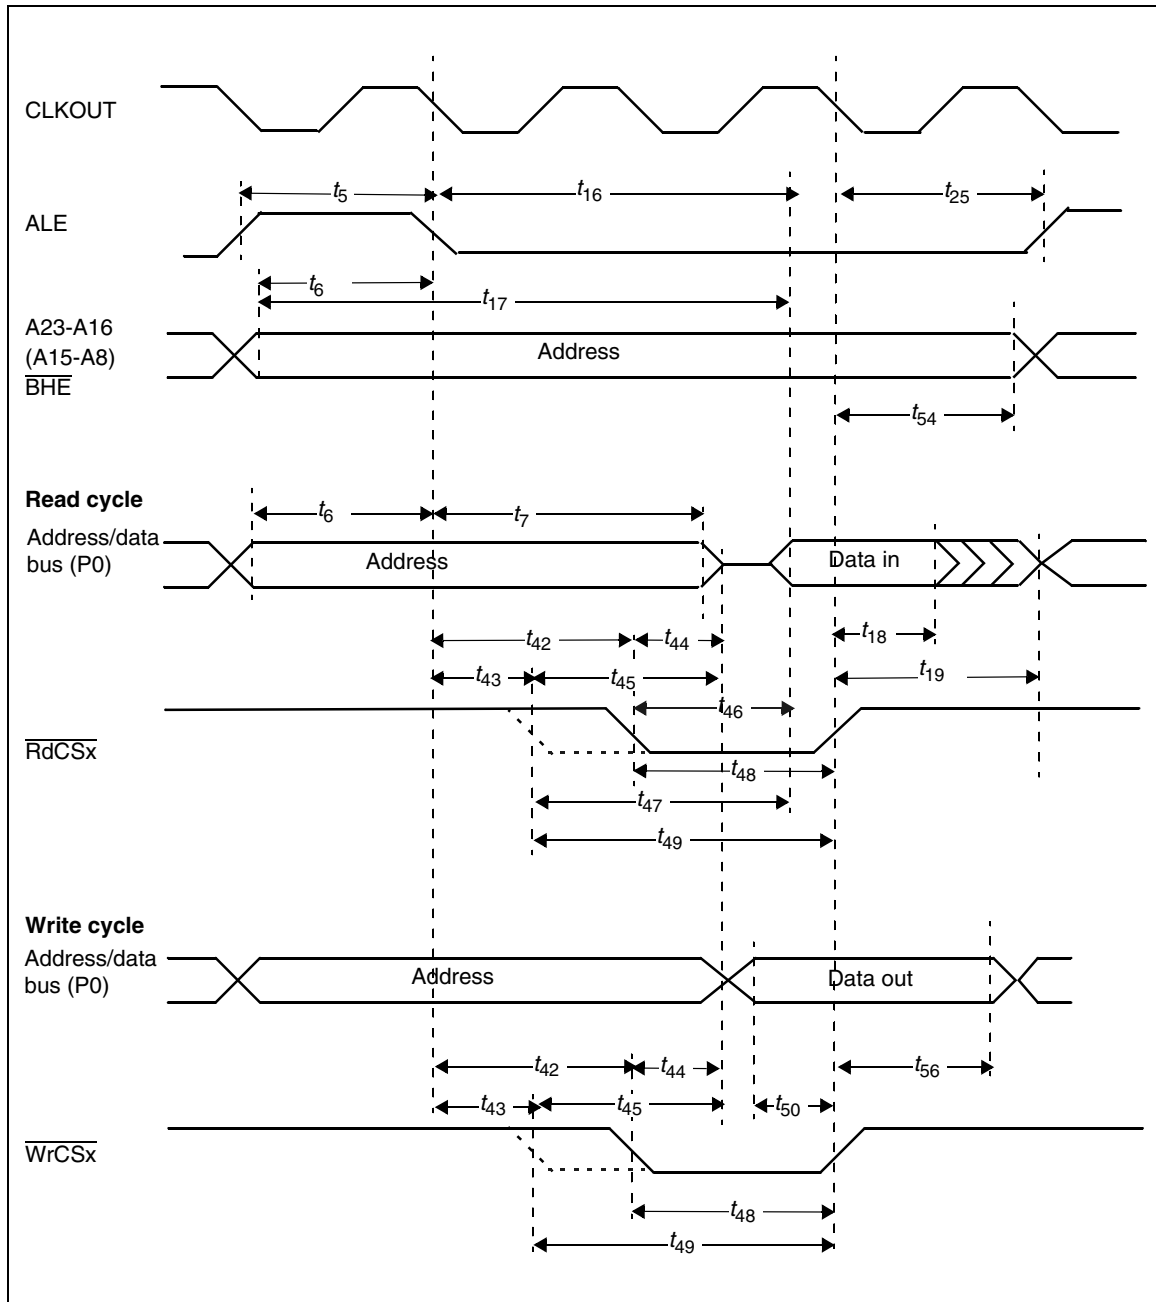 CLKOUT
t5
t16
t25
ALE
t6
t17
A23-A16
(A15-A8)
BHE
Address
t54
Read cycle
t6
t7
Address/data
bus (P0)
Address
Data in
t42
t44
t18
t43
t45
t19
t46
RdCSx
t48
t47
t49
Write cycle
Address/data
bus (P0)
Address
Data out
t42
t44
t56
t43
t45
t50
WrCSx
t48
t49